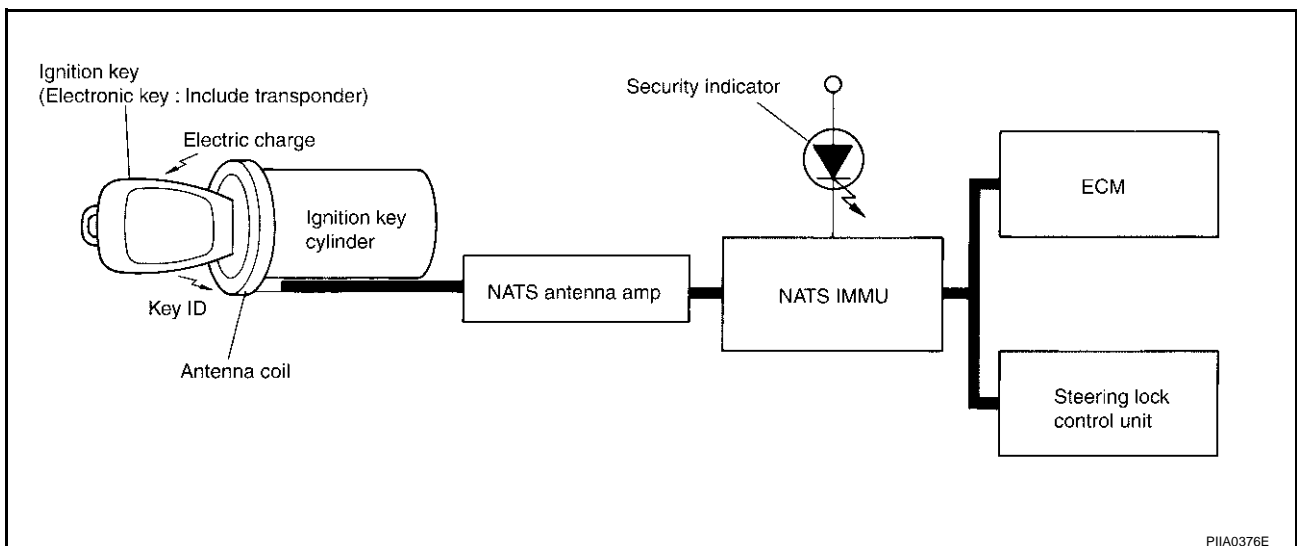 Ignition key
(Electronic key : Include transponder)
Electric charge
Ignition key
cylinder
Key ID
Antenna coil
NATS antenna amp
Security indicator
NATS IMMU
ECM
Steering lock
control unit
PIIA0376E